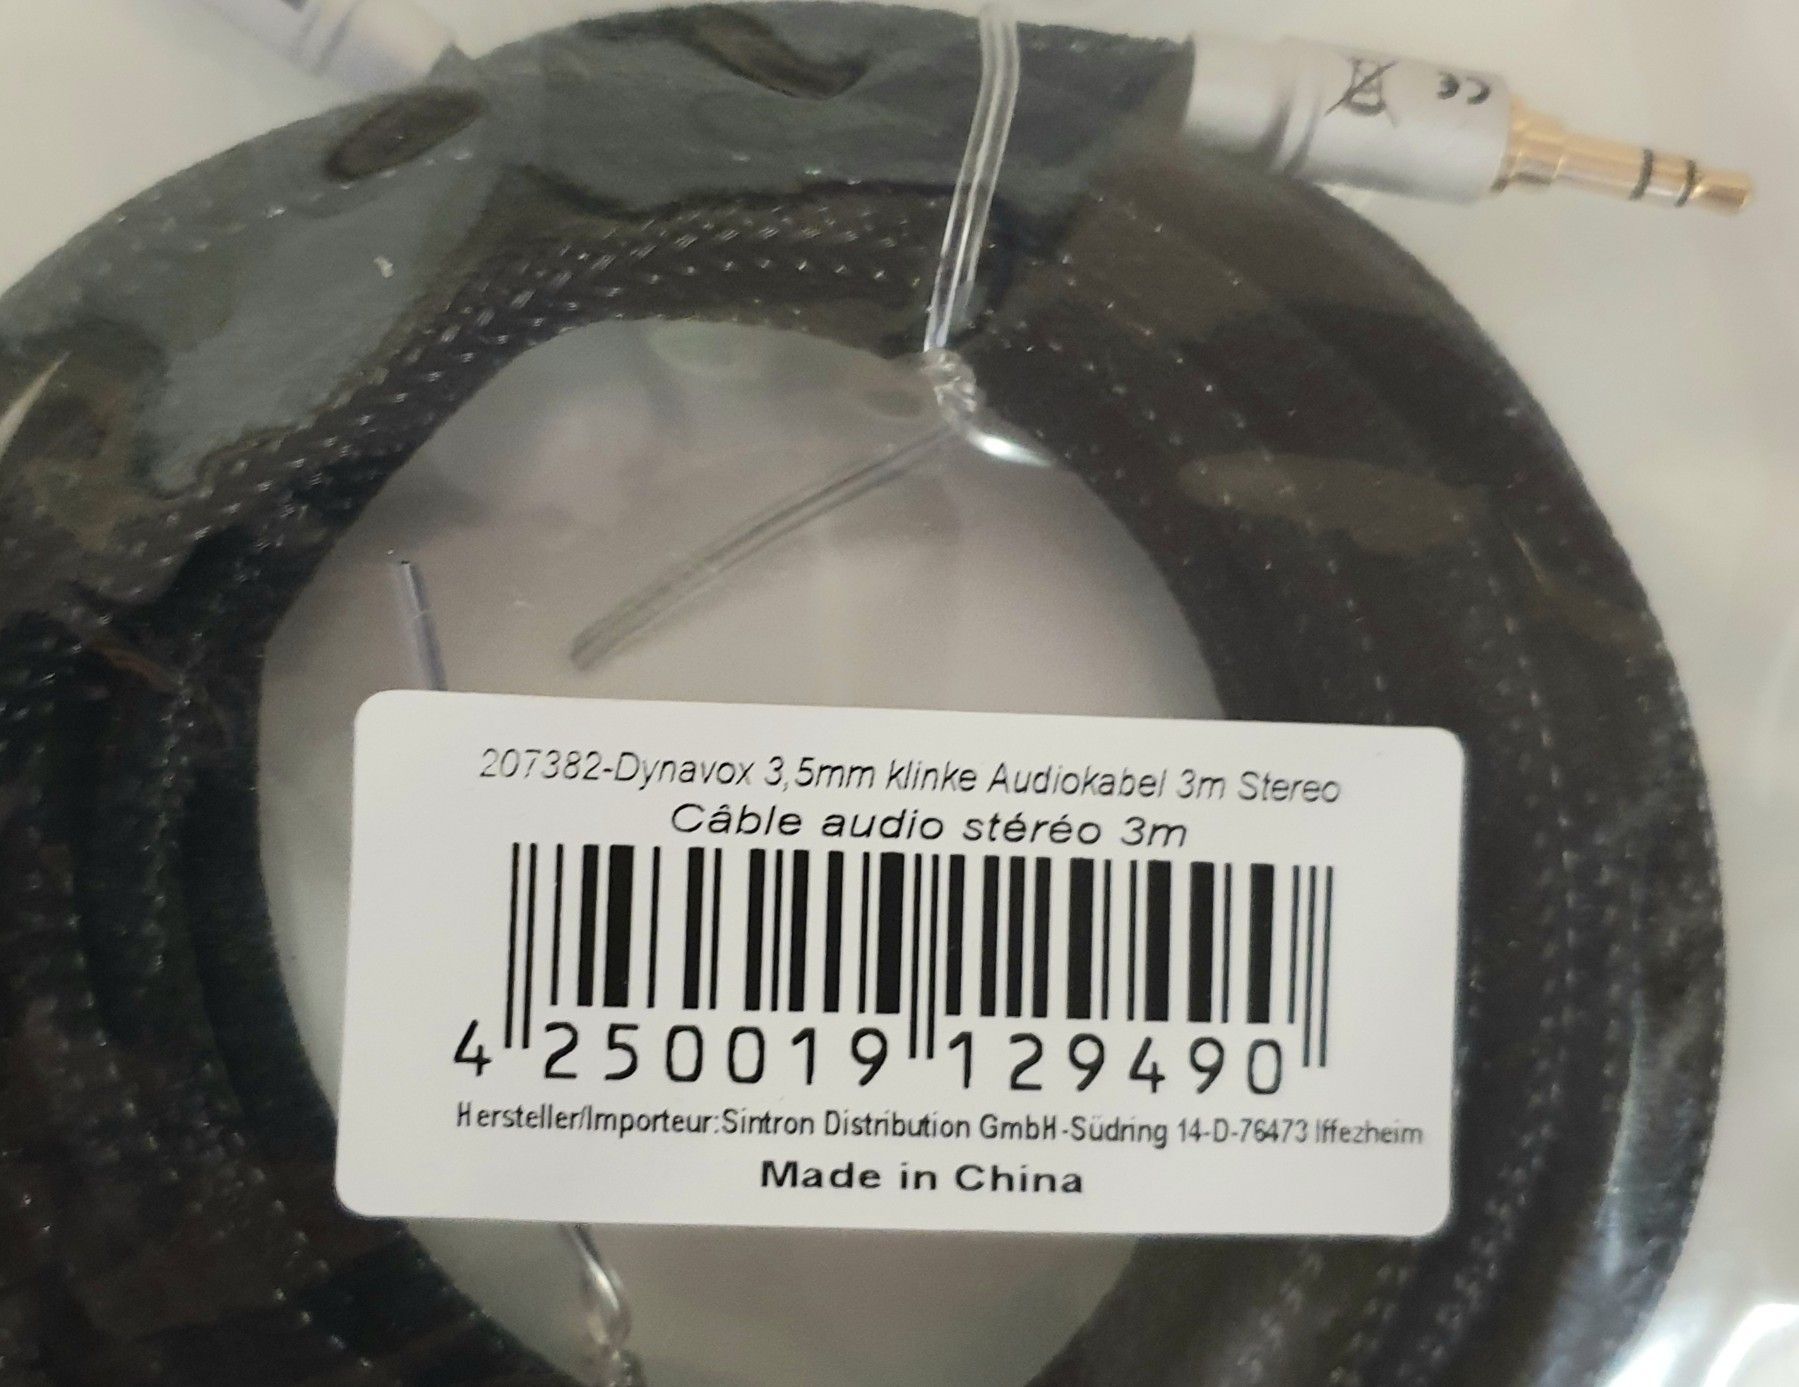 CE
207382-Dynavox 3,5mm klinke Audiokabel 3m Stereo
Câble audio stéréo 3m
4 250019 129490
Hersteller/Importeur:Sintron Distribution GmbH-Südring 14-D-76473 Iffezheim
Made in China